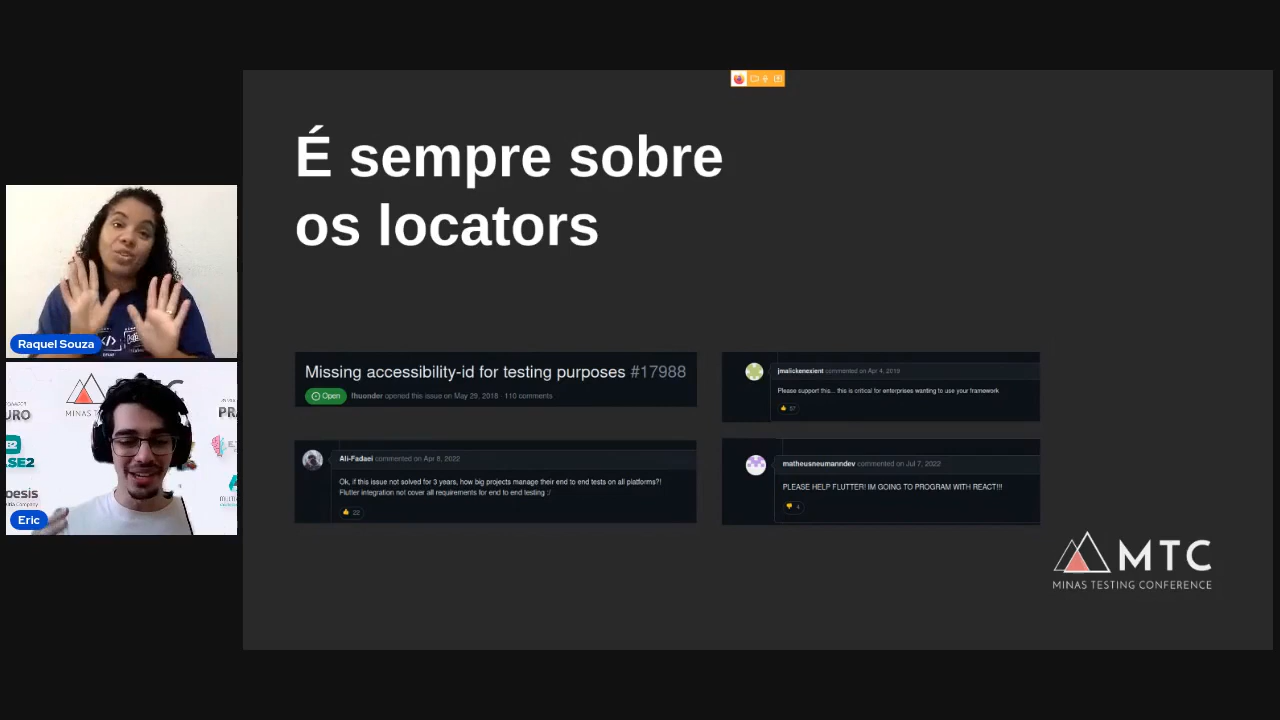 É sempre sobre
os locators
Missing accessibility-id for testing purposes #17988
Open
lhuonder opened this issue on May 29, 2018 · 110 comments
jmalickenexient commented on Apr 4, 2019
Please support this... this is critical for enterprises wanting to use your framework
57
Ali-Fadaei commented on Apr 8, 2022
Ok, if this issue not solved for 3 years, how big projects manage their end to end tests on all platforms?!
Flutter integration not cover all requirements for end to end testing :/
22
matheusneumanndev commented on Jul 7, 2022
PLEASE HELP FLUTTER! IM GOING TO PROGRAM WITH REACT!!!
4
MTC
MINAS TESTING CONFERENCE
Raquel Souza
Eric